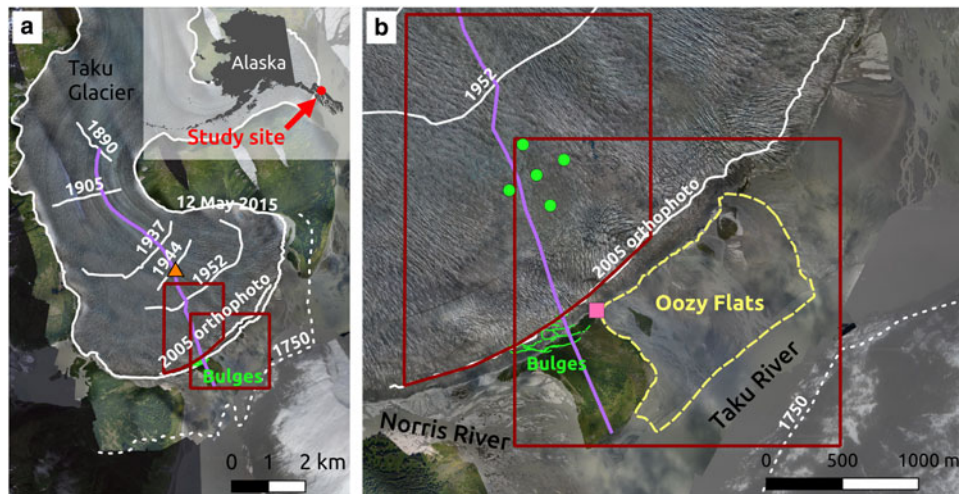 a
Taku
Glacier
Alaska
Study site
1890
1905
12 May 2015
1937
1944
1952
2005 orthophoto
1750
Bulges
0 1 2 km
b
1952
2005 orthophoto
Oozy Flats
Bulges
Taku River
Norris River
1750
0 500 1000 m